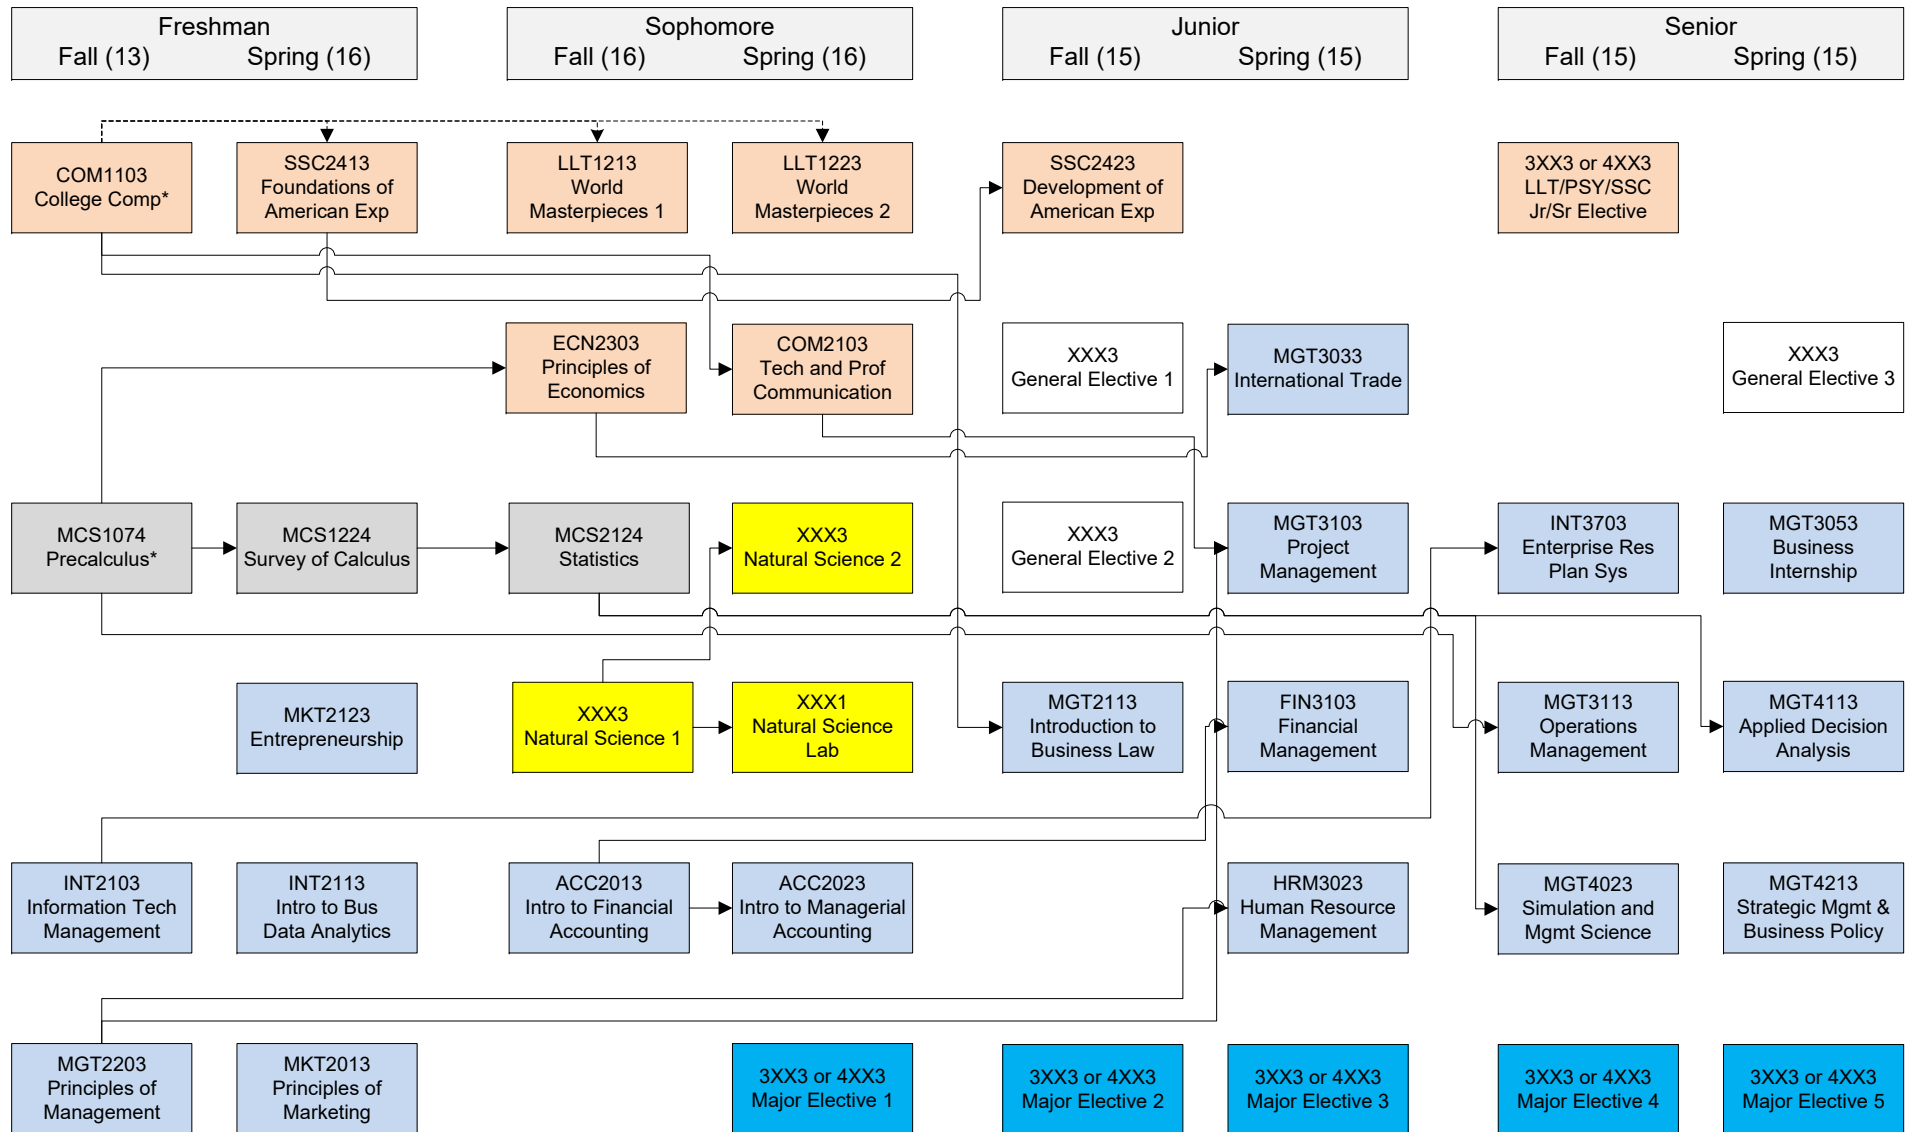 Freshman
Fall (13) Spring (16)
Sophomore
Fall (16) Spring (16)
Junior
Fall (15) Spring (15)
Senior
Fall (15) Spring (15)
COM1103
College Comp*
SSC2413
Foundations of
American Exp
LLT1213
World
Masterpieces 1
LLT1223
World
Masterpieces 2
SSC2423
Development of
American Exp
3XX3 or 4XX3
LLT/PSY/SSC
Jr/Sr Elective
ECN2303
Principles of
Economics
COM2103
Tech and Prof
Communication
XXX3
General Elective 1
MGT3033
International Trade
XXX3
General Elective 3
MCS1074
Precalculus*
MCS1224
Survey of Calculus
MCS2124
Statistics
XXX3
Natural Science 2
XXX3
General Elective 2
MGT3103
Project
Management
INT3703
Enterprise Res
Plan Sys
MGT3053
Business
Internship
MKT2123
Entrepreneurship
XXX3
Natural Science 1
XXX1
Natural Science
Lab
MGT2113
Introduction to
Business Law
FIN3103
Financial
Management
MGT3113
Operations
Management
MGT4113
Applied Decision
Analysis
INT2103
Information Tech
Management
INT2113
Intro to Bus
Data Analytics
ACC2013
Intro to Financial
Accounting
ACC2023
Intro to Managerial
Accounting
HRM3023
Human Resource
Management
MGT4023
Simulation and
Mgmt Science
MGT4213
Strategic Mgmt &
Business Policy
MGT2203
Principles of
Management
MKT2013
Principles of
Marketing
3XX3 or 4XX3
Major Elective 1
3XX3 or 4XX3
Major Elective 2
3XX3 or 4XX3
Major Elective 3
3XX3 or 4XX3
Major Elective 4
3XX3 or 4XX3
Major Elective 5